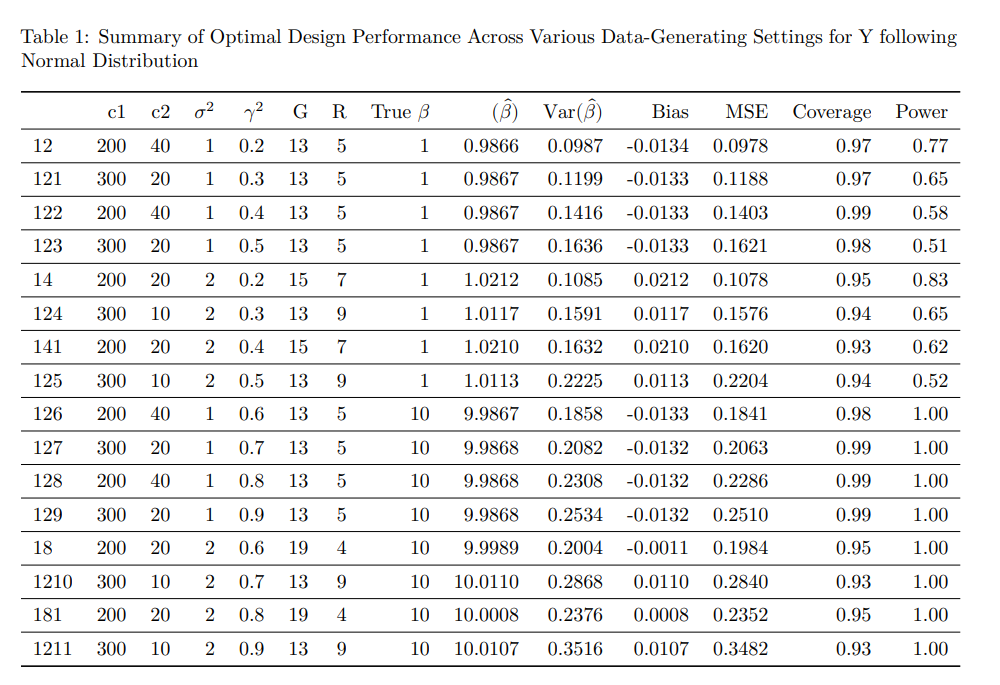 Table 1: Summary of Optimal Design Performance Across Various Data-Generating Settings for Y following
Normal Distribution
c1 c2 σ² γ² G R True β (β̂) Var(β̂) Bias MSE Coverage Power
12 200 40 1 0.2 13 5 1 0.9866 0.0987 -0.0134 0.0978 0.97 0.77
121 300 20 1 0.3 13 5 1 0.9867 0.1199 -0.0133 0.1188 0.97 0.65
122 200 40 1 0.4 13 5 1 0.9867 0.1416 -0.0133 0.1403 0.99 0.58
123 300 20 1 0.5 13 5 1 0.9867 0.1636 -0.0133 0.1621 0.98 0.51
14 200 20 2 0.2 15 7 1 1.0212 0.1085 0.0212 0.1078 0.95 0.83
124 300 10 2 0.3 13 9 1 1.0117 0.1591 0.0117 0.1576 0.94 0.65
141 200 20 2 0.4 15 7 1 1.0210 0.1632 0.0210 0.1620 0.93 0.62
125 300 10 2 0.5 13 9 1 1.0113 0.2225 0.0113 0.2204 0.94 0.52
126 200 40 1 0.6 13 5 10 9.9867 0.1858 -0.0133 0.1841 0.98 1.00
127 300 20 1 0.7 13 5 10 9.9868 0.2082 -0.0132 0.2063 0.99 1.00
128 200 40 1 0.8 13 5 10 9.9868 0.2308 -0.0132 0.2286 0.99 1.00
129 300 20 1 0.9 13 5 10 9.9868 0.2534 -0.0132 0.2510 0.99 1.00
18 200 20 2 0.6 19 4 10 9.9989 0.2004 -0.0011 0.1984 0.95 1.00
1210 300 10 2 0.7 13 9 10 10.0110 0.2868 0.0110 0.2840 0.93 1.00
181 200 20 2 0.8 19 4 10 10.0008 0.2376 0.0008 0.2352 0.95 1.00
1211 300 10 2 0.9 13 9 10 10.0107 0.3516 0.0107 0.3482 0.93 1.00